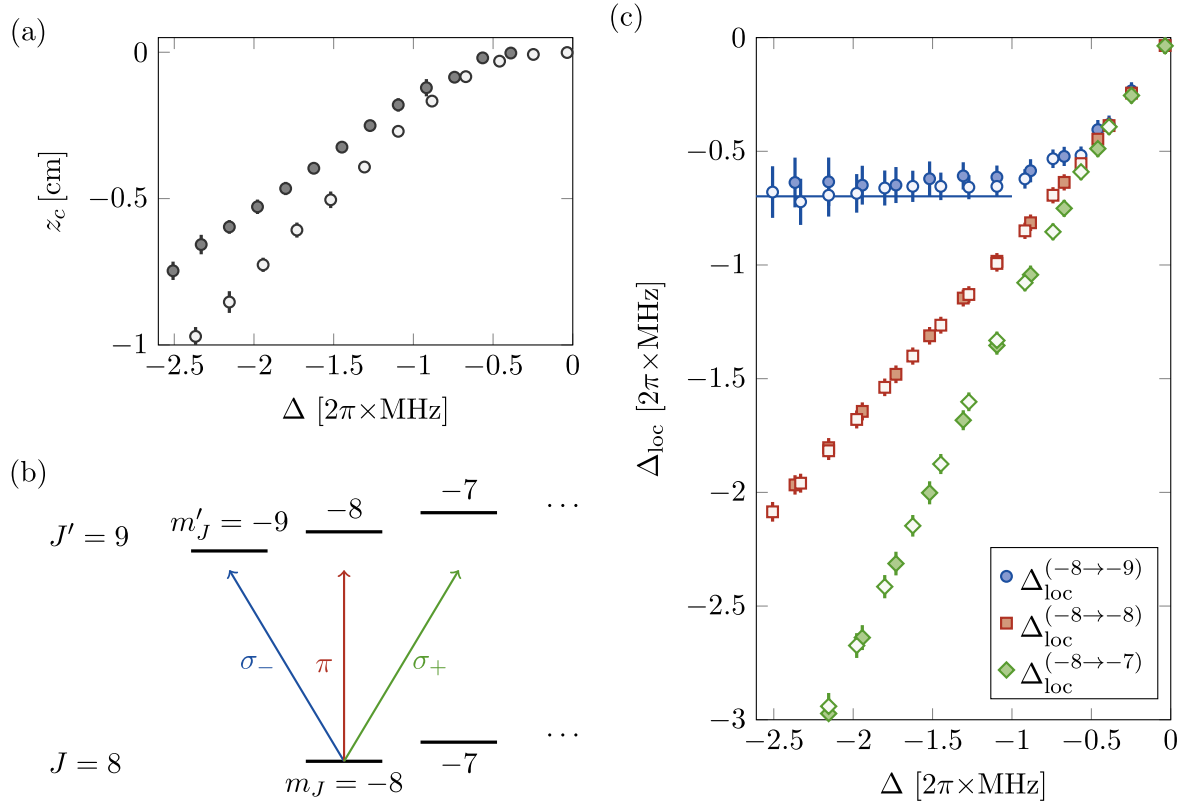 (a)
0
−0.5
−1
z_c [cm]
−2.5 −2 −1.5 −1 −0.5 0
Δ [2π×MHz]
(b)
J′ = 9
m′_J = −9
−8
−7
···
σ−
π
σ+
J = 8
m_J = −8
−7
···
(c)
0
−0.5
−1
−1.5
−2
−2.5
−3
Δ_loc [2π×MHz]
−2.5 −2 −1.5 −1 −0.5 0
Δ [2π×MHz]
Δ_loc^(−8→−9)
Δ_loc^(−8→−8)
Δ_loc^(−8→−7)